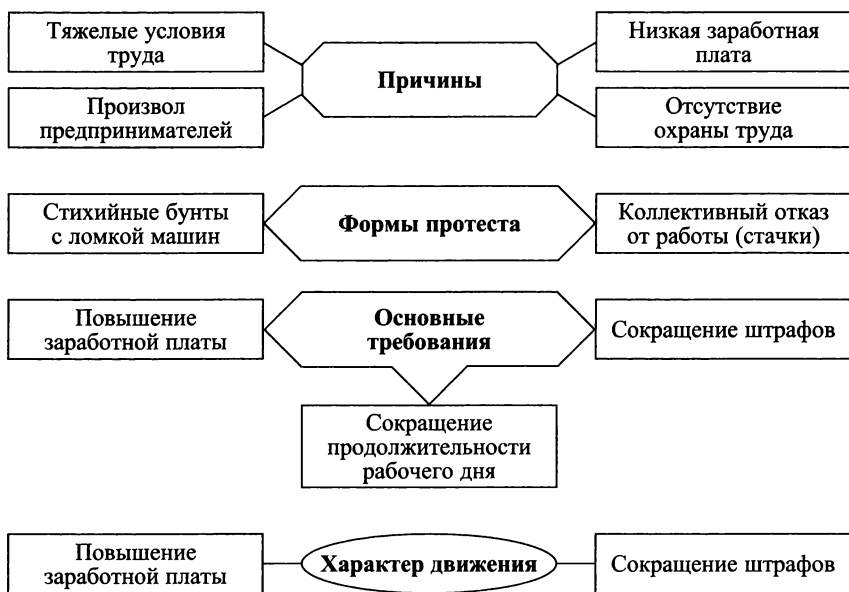 Тяжелые условия
труда
Причины
Низкая заработная
плата
Произвол
предпринимателей
Отсутствие
охраны труда
Стихийные бунты
с ломкой машин
Формы протеста
Коллективный отказ
от работы (стачки)
Повышение
заработной платы
Основные
требования
Сокращение штрафов
Сокращение
продолжительности
рабочего дня
Повышение
заработной платы
Характер движения
Сокращение штрафов